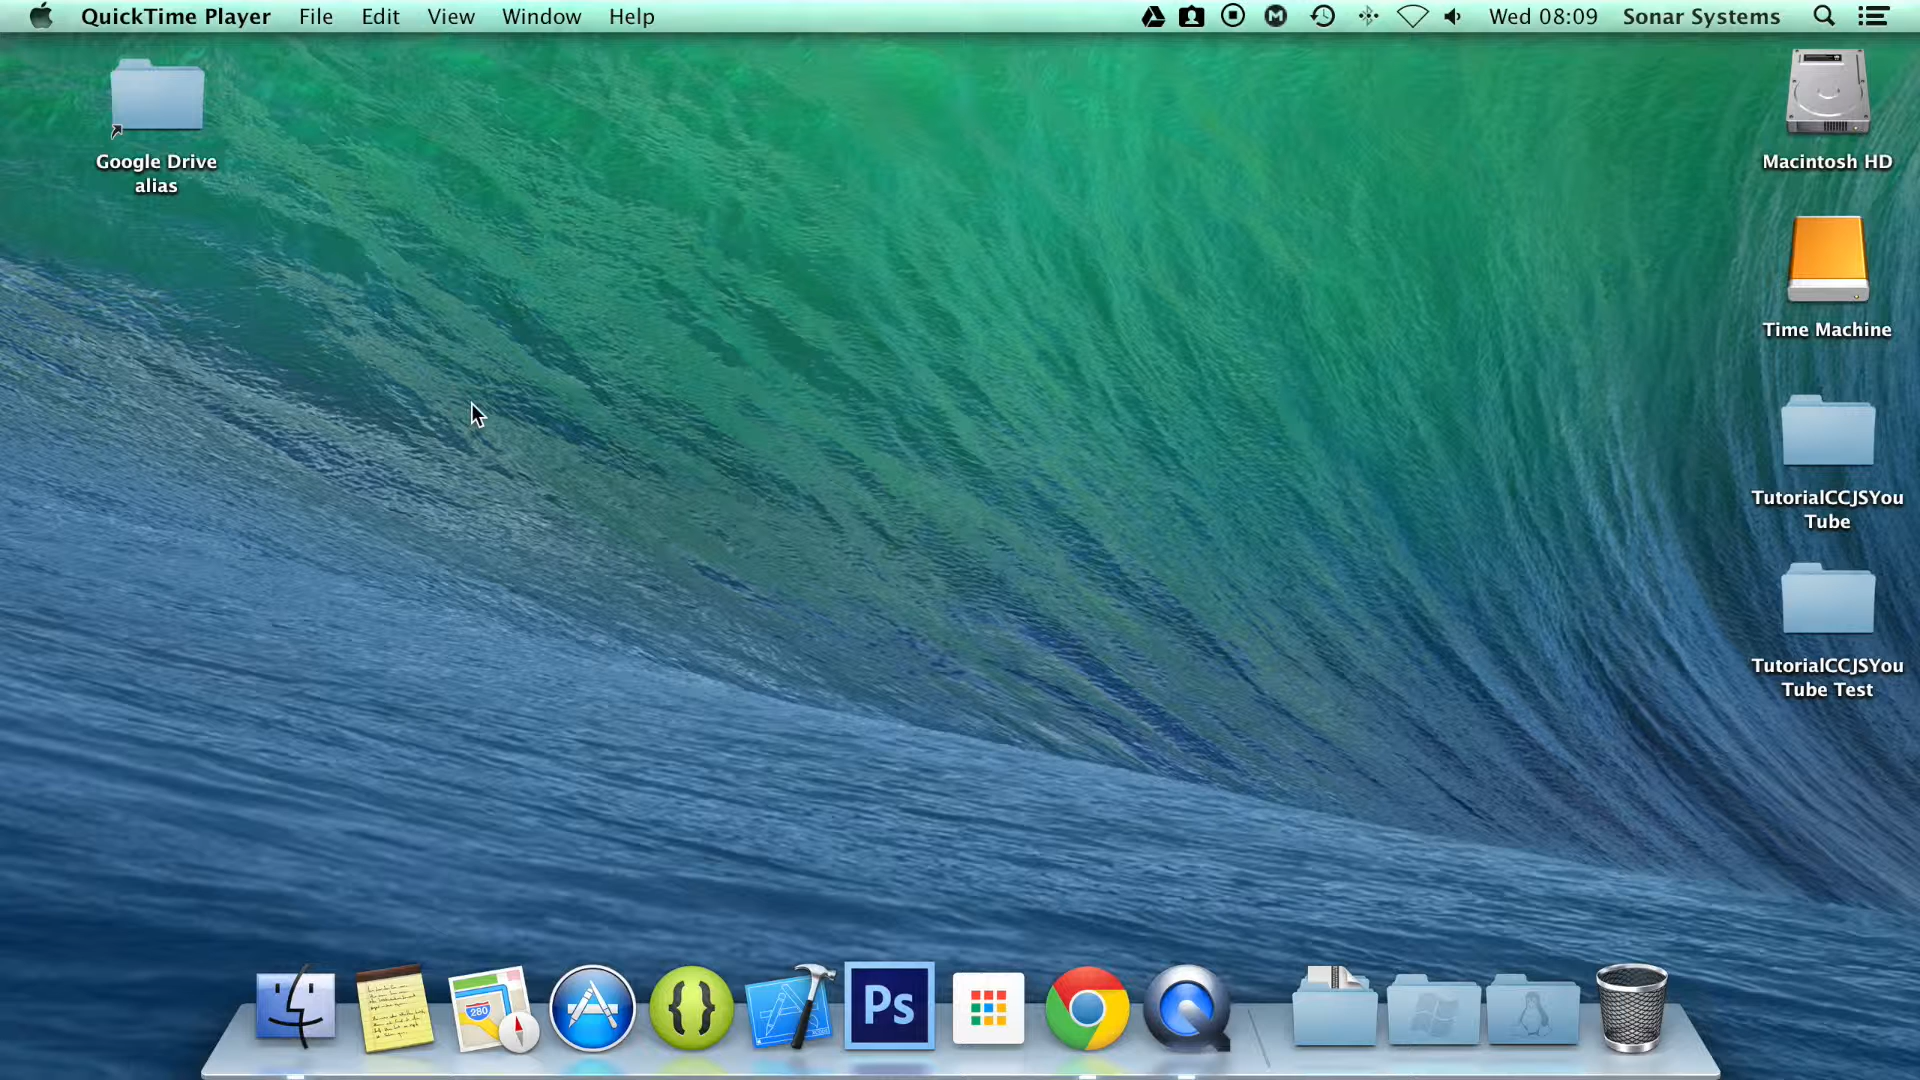 QuickTime Player File Edit View Window Help Wed 08:09 Sonar Systems
Google Drive
alias
Macintosh HD
Time Machine
TutorialCCJSYou
Tube
TutorialCCJSYou
Tube Test
280
{ }
Ps